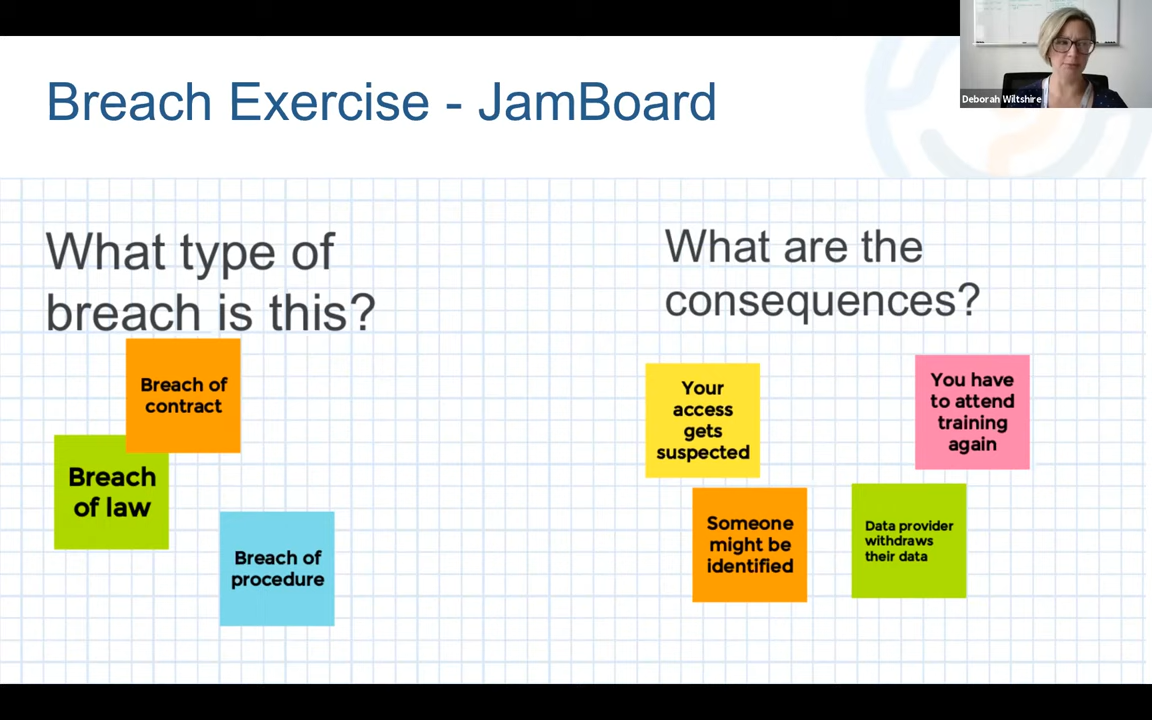 Breach Exercise - JamBoard
Deborah Wiltshire
What type of
breach is this?
Breach of
contract
Breach
of law
Breach of
procedure
What are the
consequences?
Your
access
gets
suspected
You have
to attend
training
again
Someone
might be
identified
Data provider
withdraws
their data